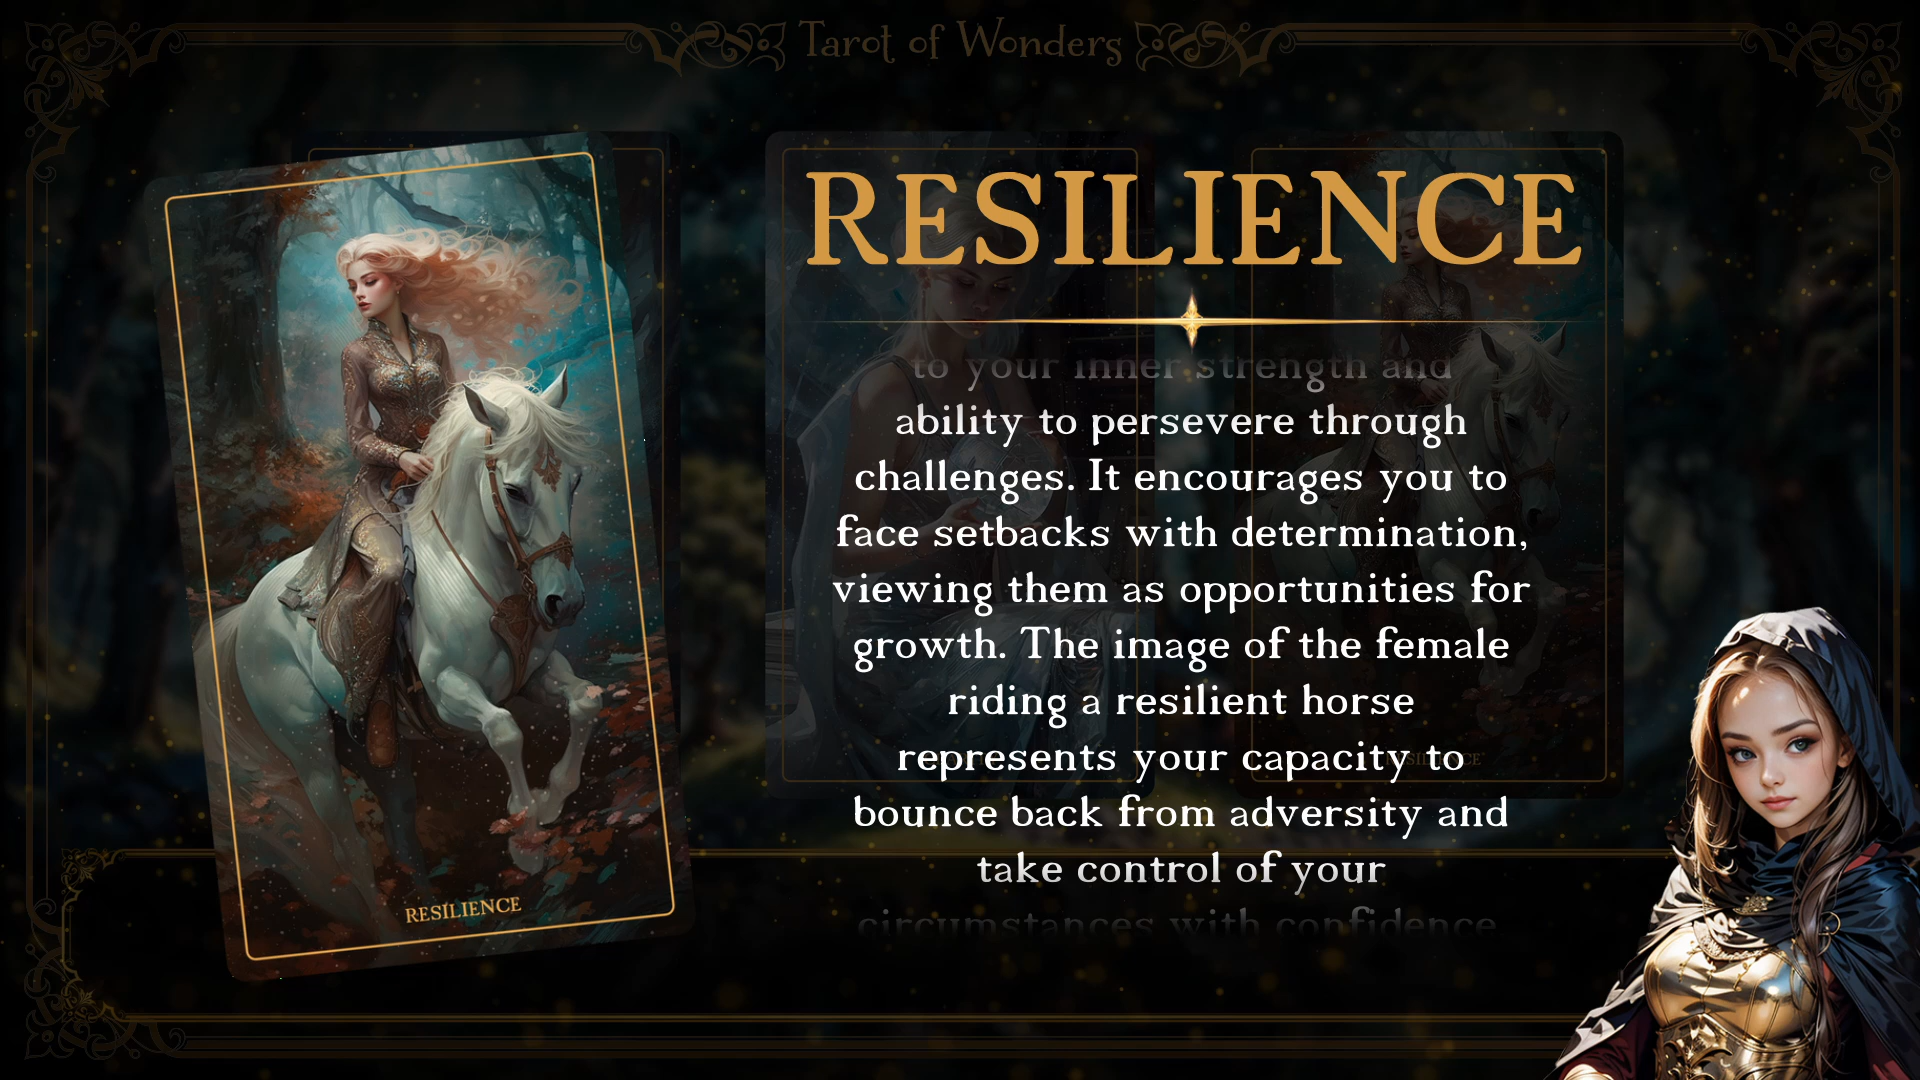 Tarot of Wonders
RESILIENCE
to your inner strength and
ability to persevere through
challenges. It encourages you to
face setbacks with determination,
viewing them as opportunities for
growth. The image of the female
riding a resilient horse
represents your capacity to
bounce back from adversity and
take control of your
circumstances with confidence
RESILIENCE
RESILIENCE